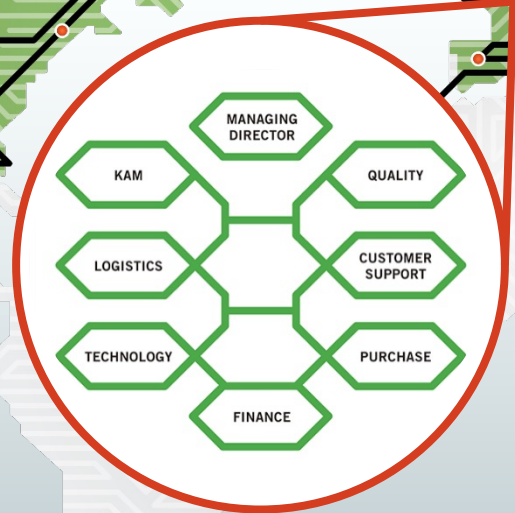 MANAGING
DIRECTOR
KAM
QUALITY
LOGISTICS
CUSTOMER
SUPPORT
TECHNOLOGY
PURCHASE
FINANCE